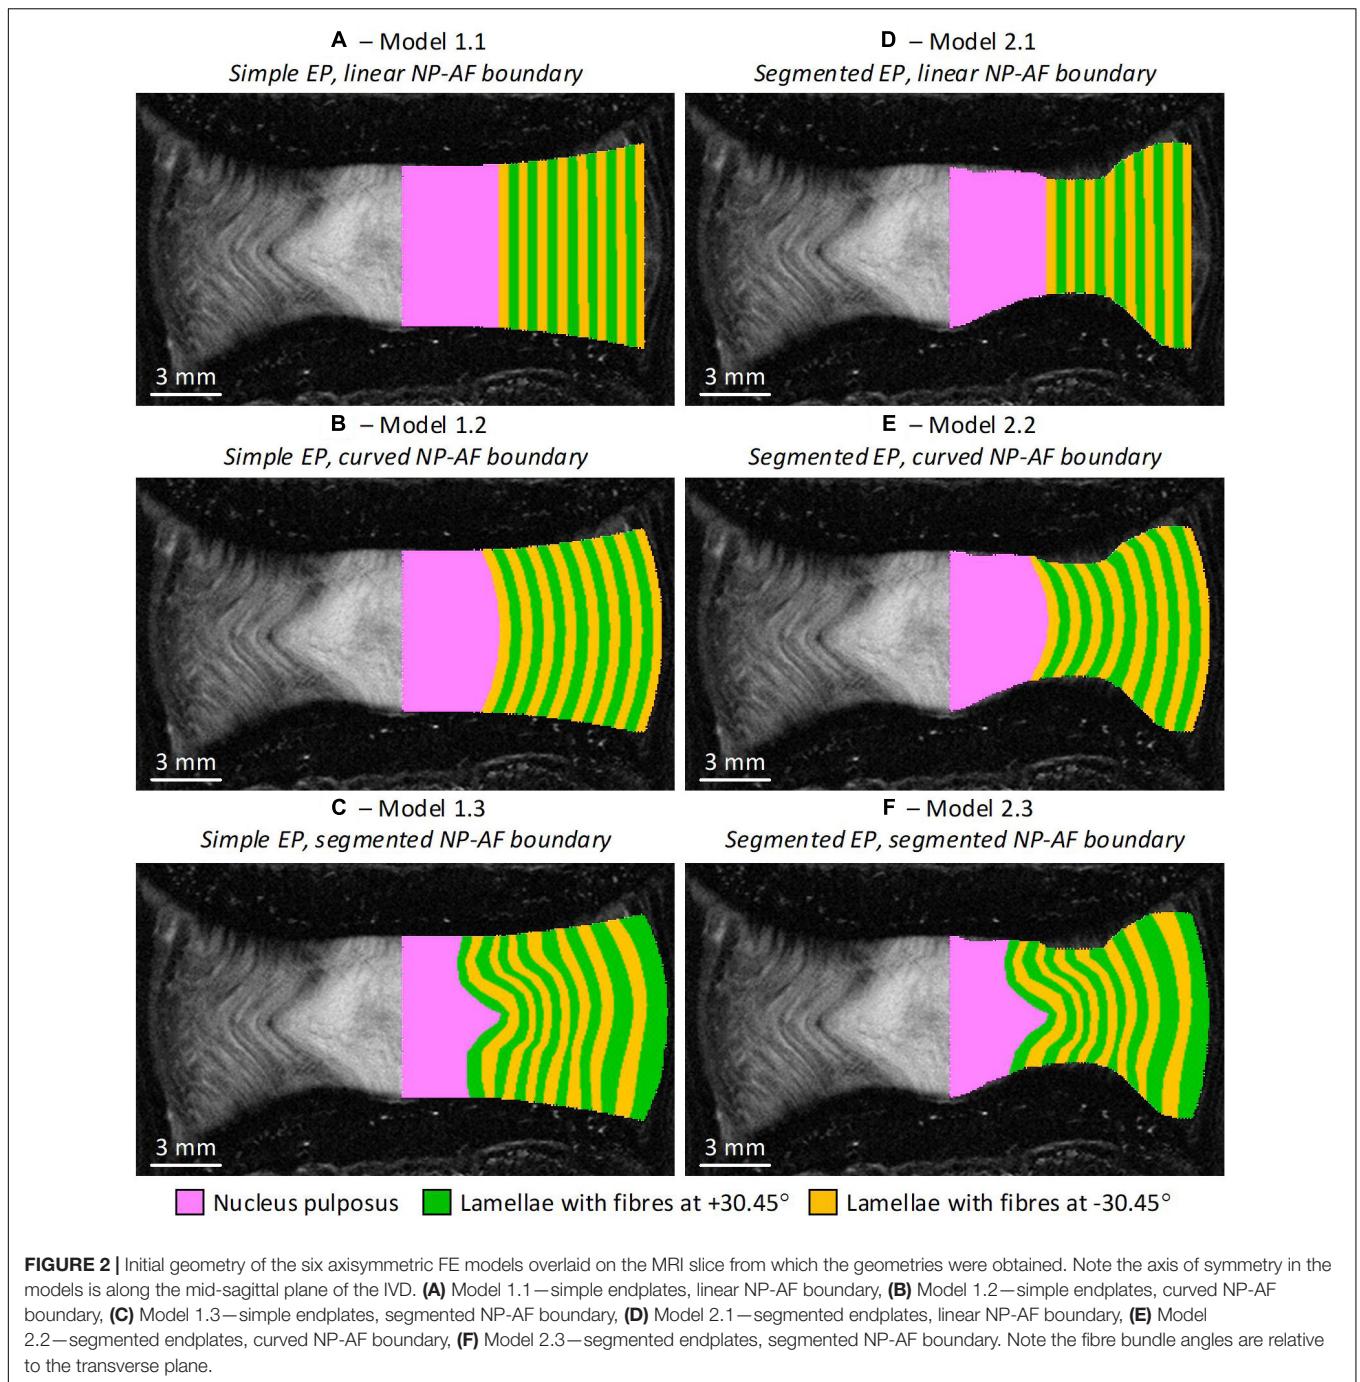 A – Model 1.1
Simple EP, linear NP-AF boundary
3 mm
D – Model 2.1
Segmented EP, linear NP-AF boundary
3 mm
B – Model 1.2
Simple EP, curved NP-AF boundary
3 mm
E – Model 2.2
Segmented EP, curved NP-AF boundary
3 mm
C – Model 1.3
Simple EP, segmented NP-AF boundary
3 mm
F – Model 2.3
Segmented EP, segmented NP-AF boundary
3 mm
Nucleus pulposus
Lamellae with fibres at +30.45°
Lamellae with fibres at -30.45°
FIGURE 2 | Initial geometry of the six axisymmetric FE models overlaid on the MRI slice from which the geometries were obtained. Note the axis of symmetry in the
models is along the mid-sagittal plane of the IVD. (A) Model 1.1—simple endplates, linear NP-AF boundary, (B) Model 1.2—simple endplates, curved NP-AF
boundary, (C) Model 1.3—simple endplates, segmented NP-AF boundary, (D) Model 2.1—segmented endplates, linear NP-AF boundary, (E) Model
2.2—segmented endplates, curved NP-AF boundary, (F) Model 2.3—segmented endplates, segmented NP-AF boundary. Note the fibre bundle angles are relative
to the transverse plane.